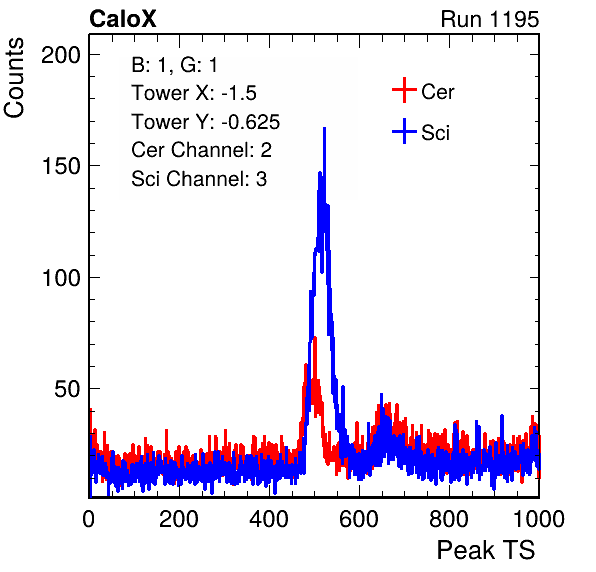 CaloX Run 1195
Counts
200
150
100
50
B: 1, G: 1
Tower X: -1.5
Tower Y: -0.625
Cer Channel: 2
Sci Channel: 3
Cer
Sci
0 200 400 600 800 1000
Peak TS